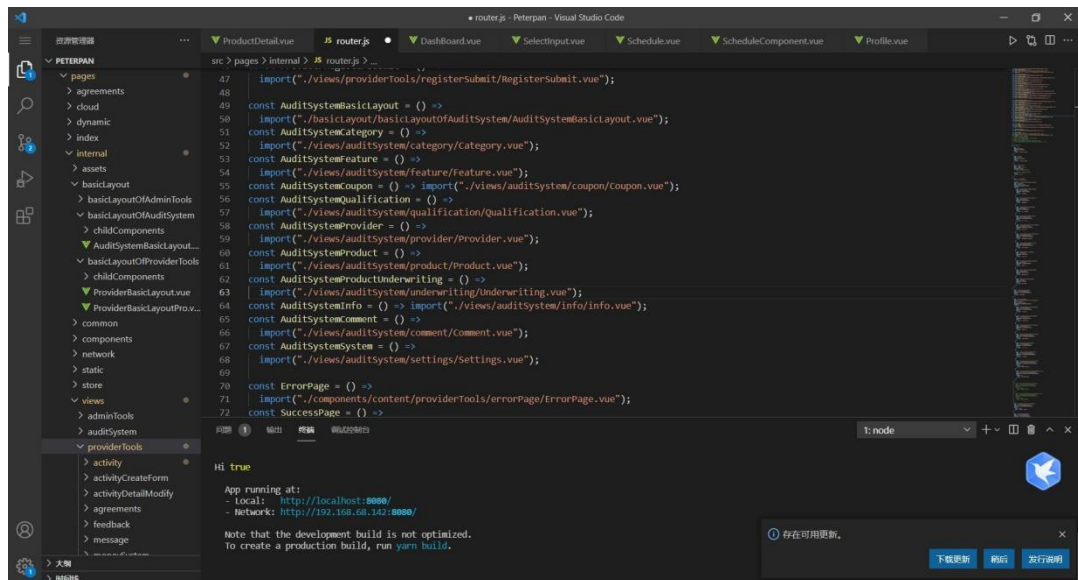 ● router.js - Peterpan - Visual Studio Code
资源管理器
PETERPAN
pages
agreements
cloud
dynamic
index
internal
assets
basicLayout
basicLayoutOfAdminTools
basicLayoutOfAuditSystem
childComponents
AuditSystemBasicLayout....
basicLayoutOfProviderTools
childComponents
ProviderBasicLayout.vue
ProviderBasicLayoutPro.v...
common
components
network
static
store
views
adminTools
auditSystem
providerTools
activity
activityCreateForm
activityDetailModify
agreements
feedback
message
大纲
ProductDetail.vue
JS router.js ●
DashBoard.vue
SelectInput.vue
Schedule.vue
ScheduleComponent.vue
Profile.vue
src > pages > internal > JS router.js > ...
47 import("./views/providerTools/registerSubmit/RegisterSubmit.vue");
48
49 const AuditSystemBasicLayout = () =>
50 import("./basicLayout/basicLayoutOfAuditSystem/AuditSystemBasicLayout.vue");
51 const AuditSystemCategory = () =>
52 import("./views/auditSystem/category/Category.vue");
53 const AuditSystemFeature = () =>
54 import("./views/auditSystem/feature/Feature.vue");
55 const AuditSystemCoupon = () => import("./views/auditSystem/coupon/Coupon.vue");
56 const AuditSystemQualification = () =>
57 import("./views/auditSystem/qualification/Qualification.vue");
58 const AuditSystemProvider = () =>
59 import("./views/auditSystem/provider/Provider.vue");
60 const AuditSystemProduct = () =>
61 import("./views/auditSystem/product/Product.vue");
62 const AuditSystemProductUnderwriting = () =>
63 import("./views/auditSystem/underwriting/Underwriting.vue");
64 const AuditSystemInfo = () => import("./views/auditSystem/info/info.vue");
65 const AuditSystemComment = () =>
66 import("./views/auditSystem/comment/Comment.vue");
67 const AuditSystemSystem = () =>
68 import("./views/auditSystem/settings/Settings.vue");
69
70 const ErrorPage = () =>
71 import("./components/content/providerTools/errorPage/ErrorPage.vue");
72 const SuccessPage = () =>
问题 1 输出 终端 调试控制台
1: node
Hi true
App running at:
- Local: http://localhost:8080/
- Network: http://192.168.68.142:8080/
Note that the development build is not optimized.
To create a production build, run yarn build.
存在可用更新。
下载更新 稍后 发行说明